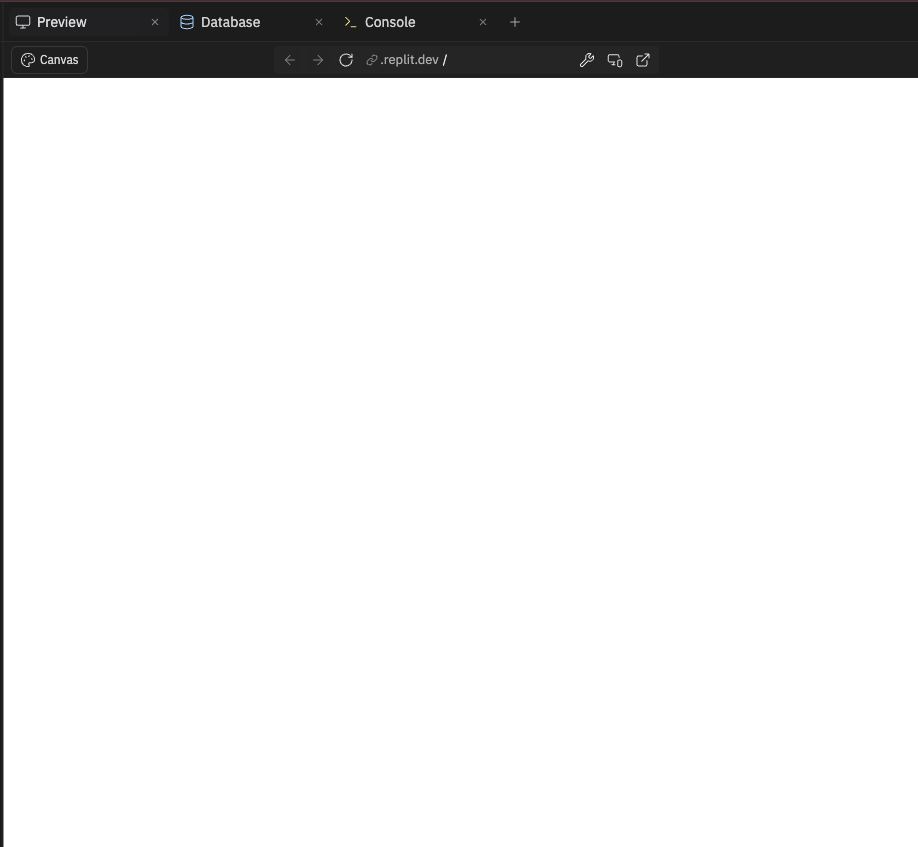 Preview
Database
Console
Canvas
.replit.dev /